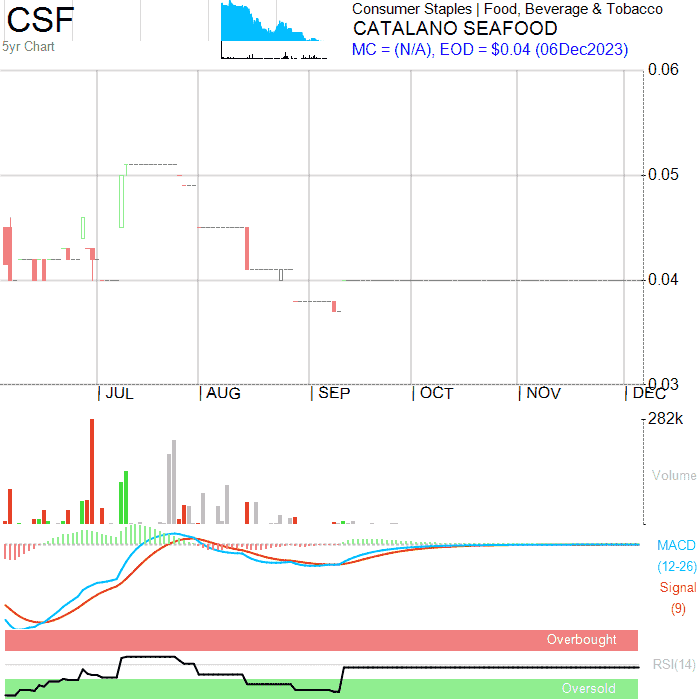 CSF
5yr Chart
Consumer Staples | Food, Beverage & Tobacco
CATALANO SEAFOOD
MC = (N/A), EOD = $0.04 (06Dec2023)
0.06
0.05
0.04
0.03
| JUL | AUG | SEP | OCT | NOV | DEC
282k
Volume
MACD
(12-26)
Signal
(9)
Overbought
RSI(14)
Oversold